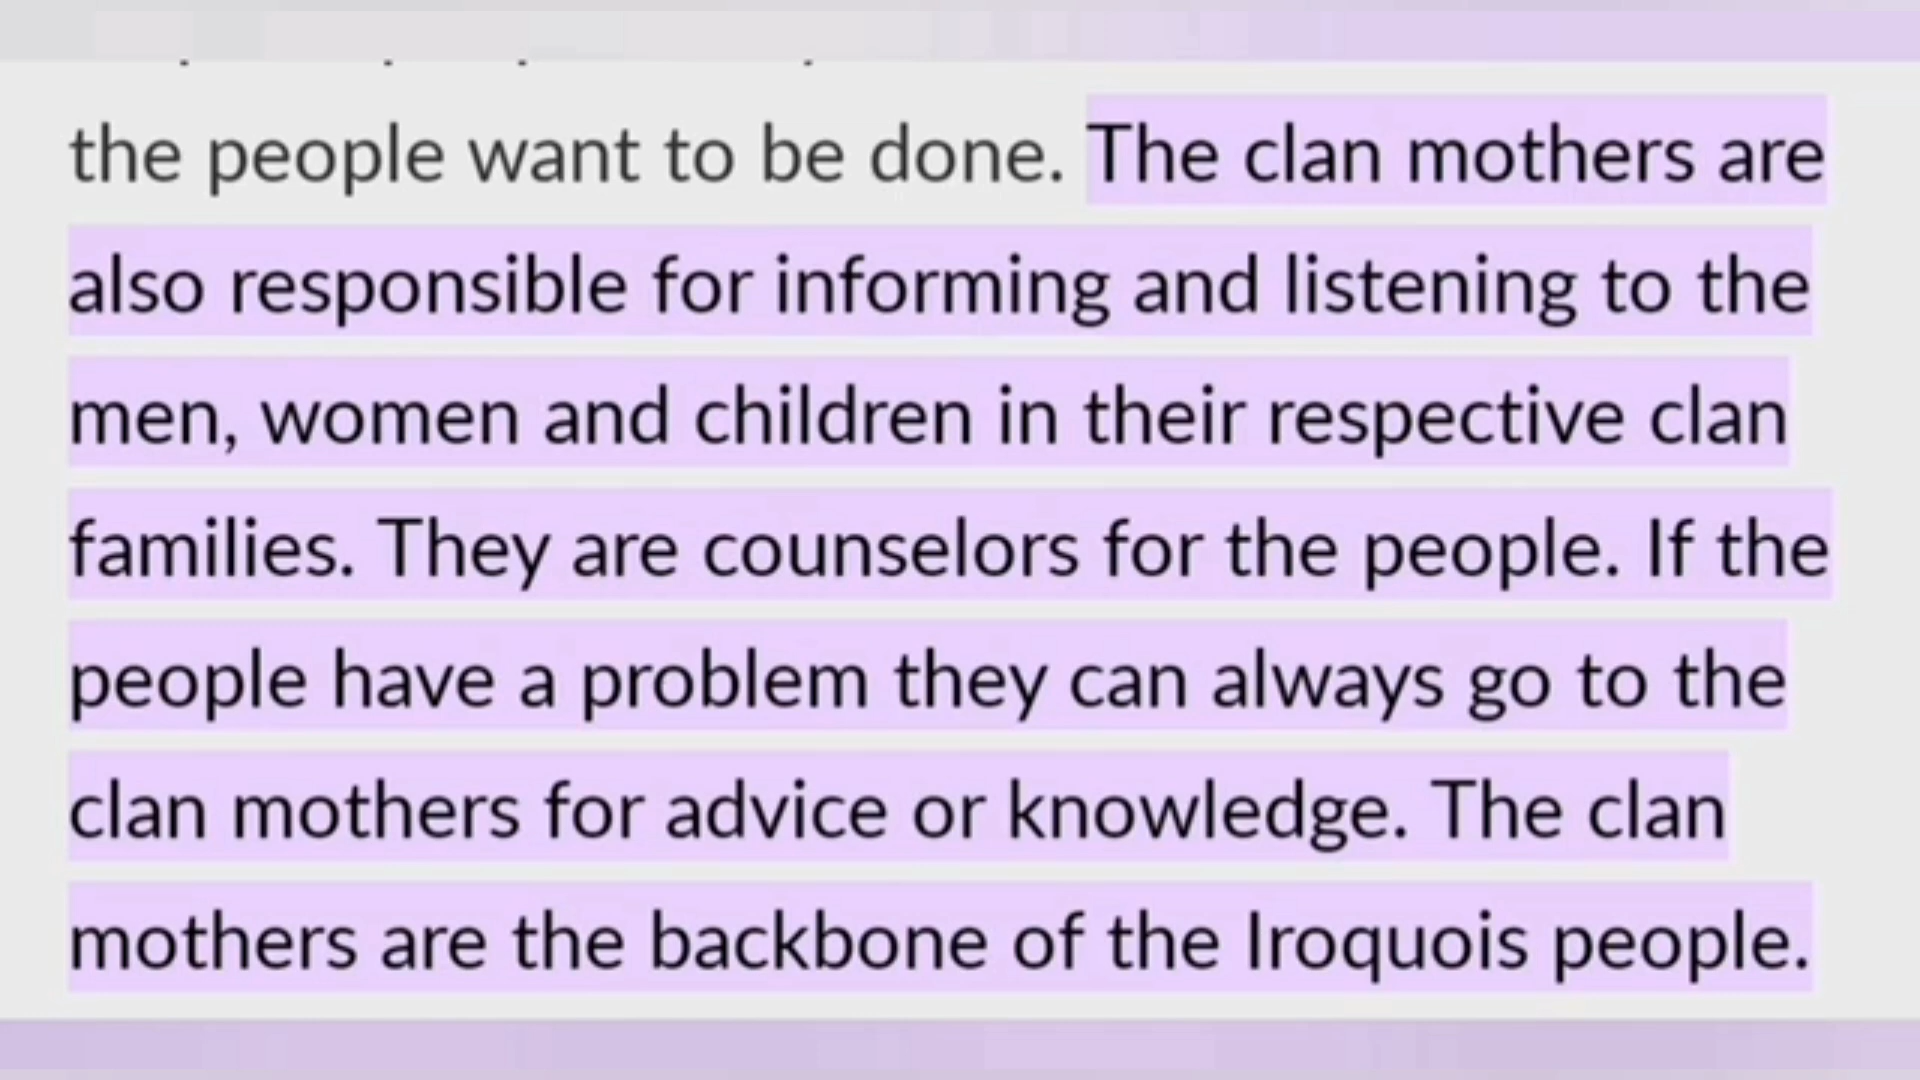 the people want to be done. The clan mothers are
also responsible for informing and listening to the
men, women and children in their respective clan
families. They are counselors for the people. If the
people have a problem they can always go to the
clan mothers for advice or knowledge. The clan
mothers are the backbone of the Iroquois people.